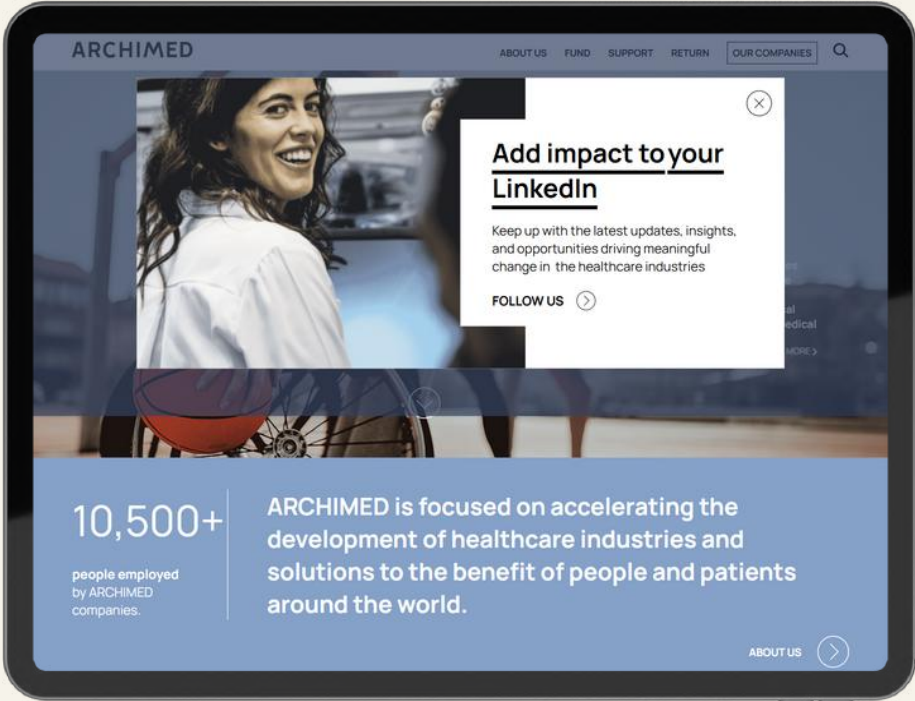 ARCHIMED
ABOUT US FUND SUPPORT RETURN OUR COMPANIES
Add impact to your
LinkedIn
Keep up with the latest updates, insights,
and opportunities driving meaningful
change in the healthcare industries
FOLLOW US
edical
MORE
10,500+
people employed
by ARCHIMED
companies.
ARCHIMED is focused on accelerating the
development of healthcare industries and
solutions to the benefit of people and patients
around the world.
ABOUT US